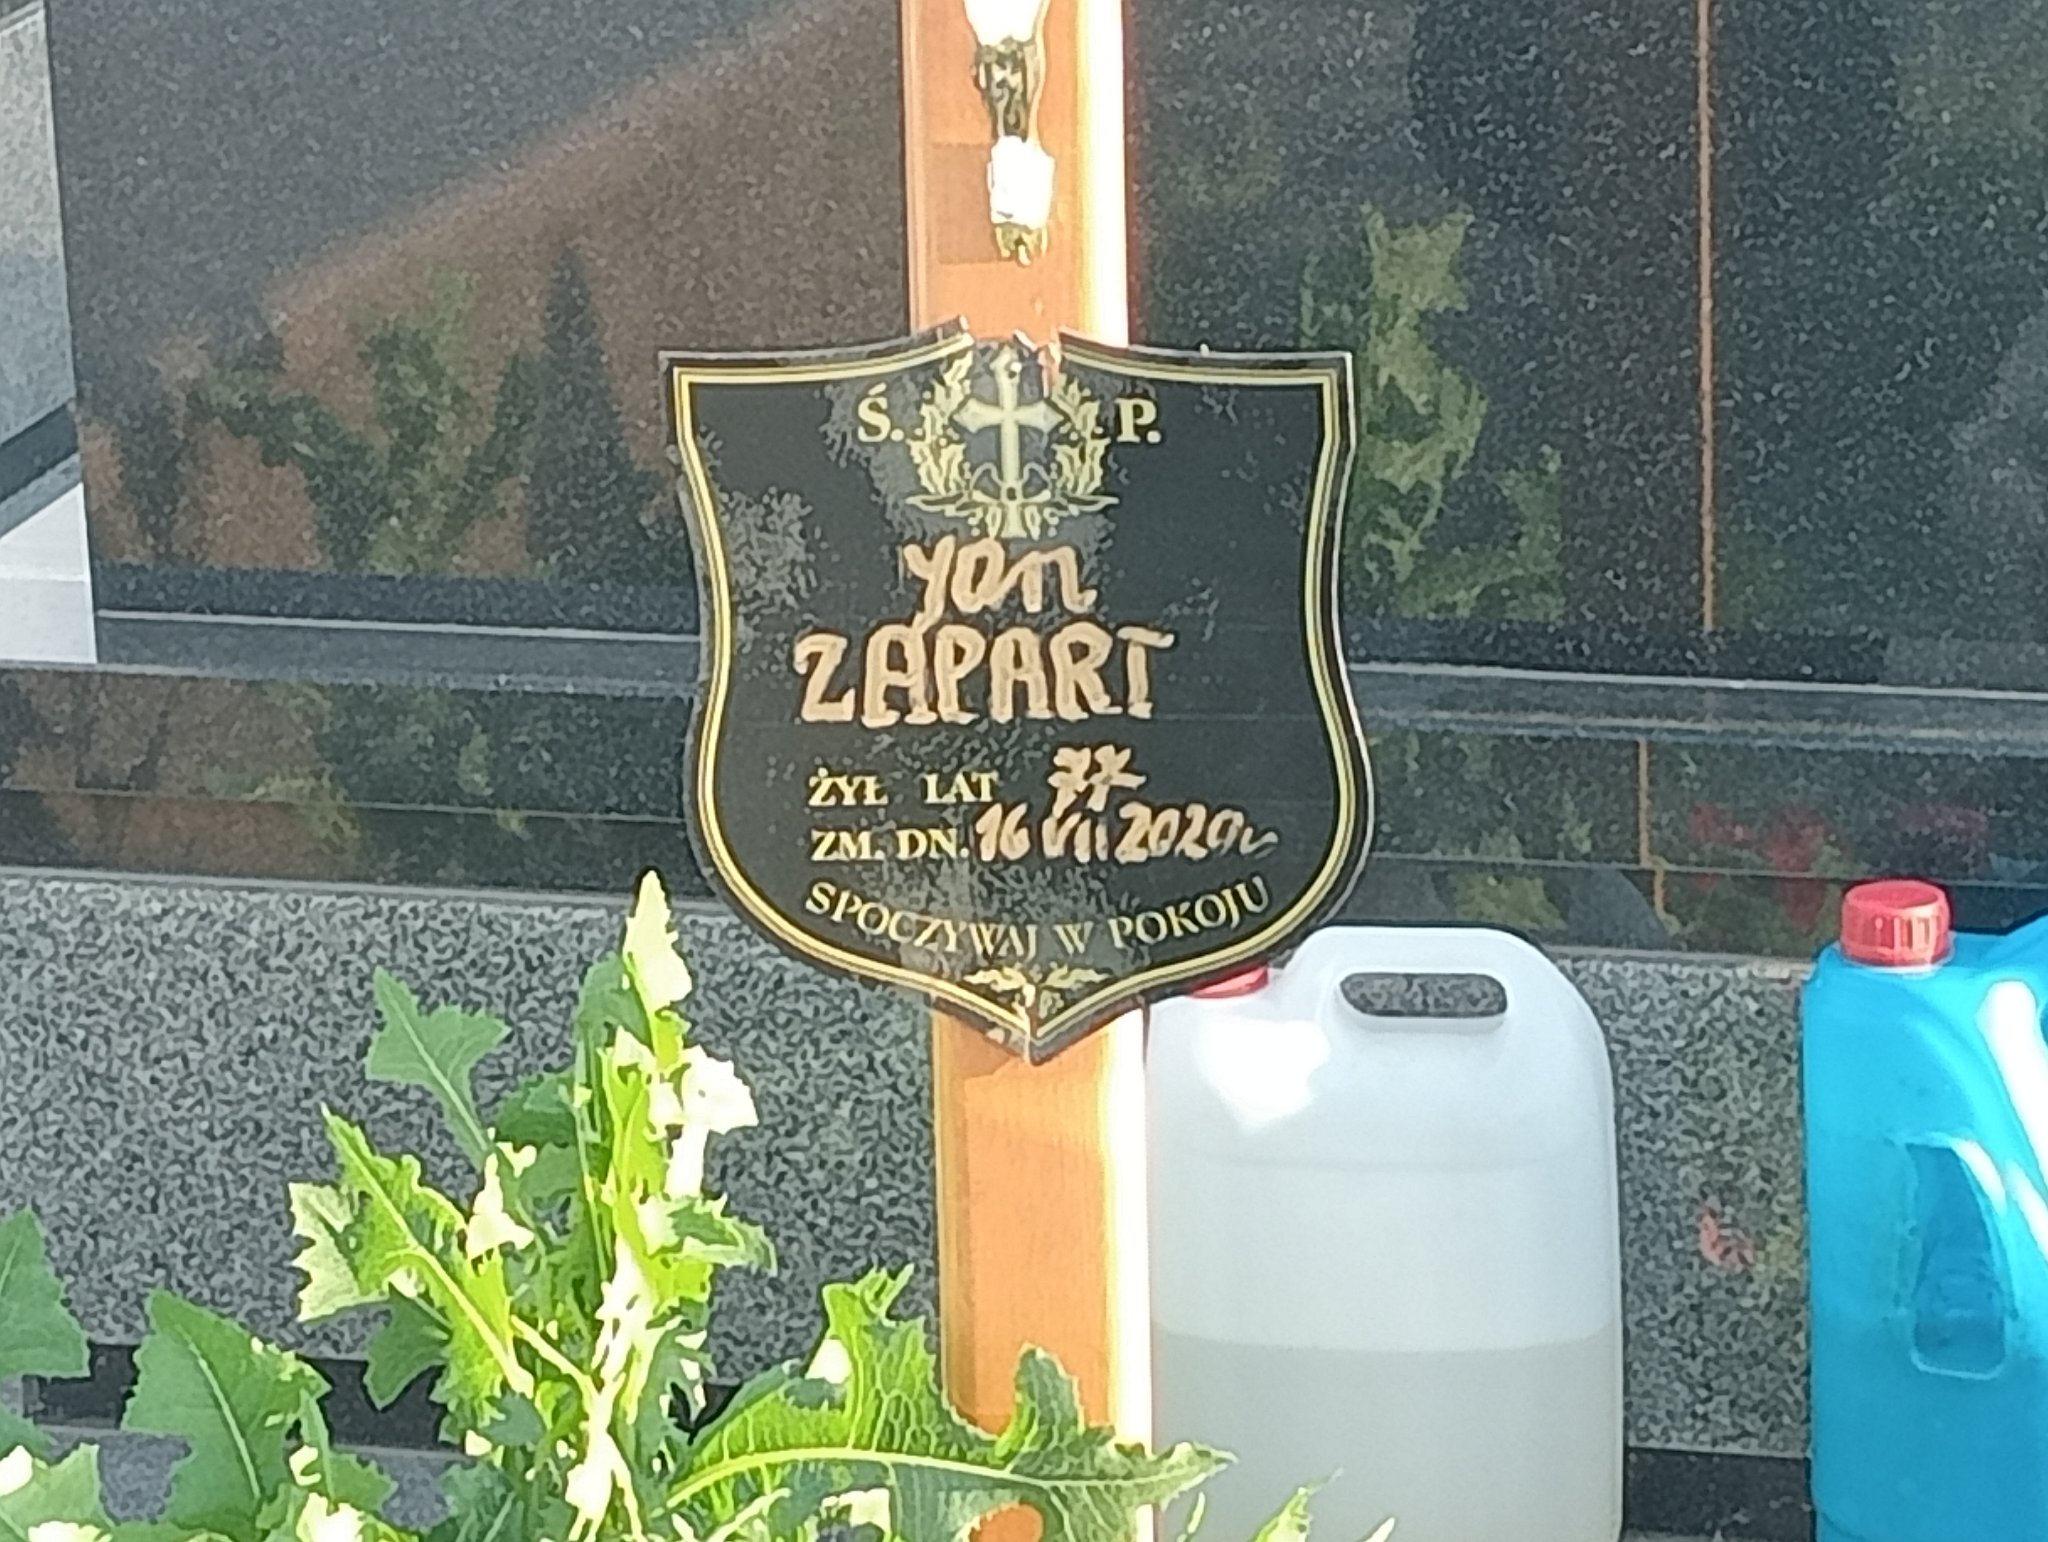 Ś. P.
Jan
ZAPART
ŻYŁ LAT 77
ZM. DN. 16 VII 2020r
SPOCZYWAJ W POKOJU